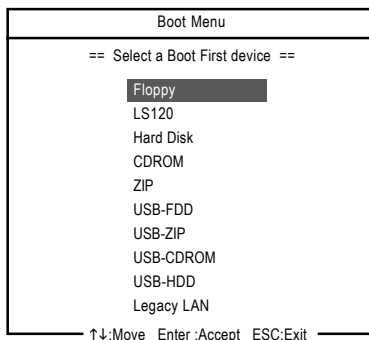 Boot Menu
== Select a Boot First device ==
Floppy
LS120
Hard Disk
CDROM
ZIP
USB-FDD
USB-ZIP
USB-CDROM
USB-HDD
Legacy LAN
↑↓:Move Enter :Accept ESC:Exit